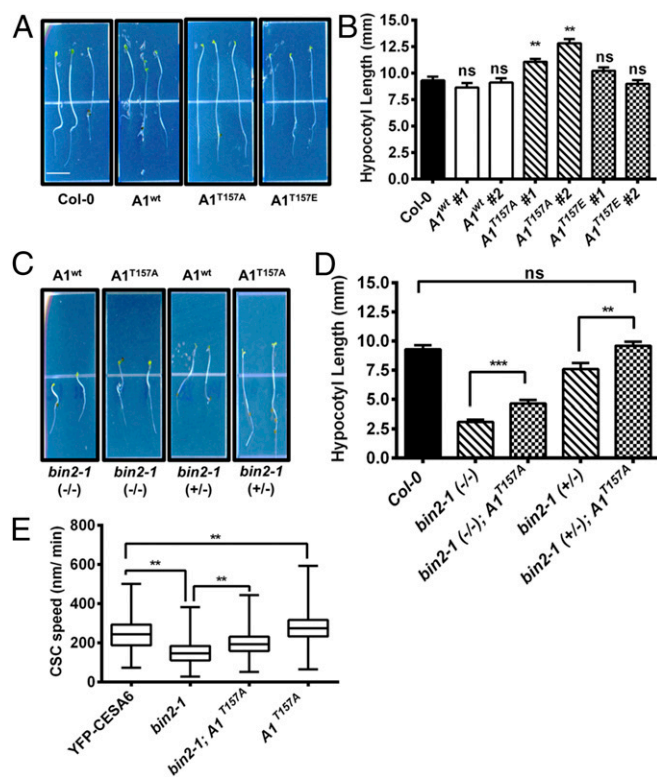 A
Col-0
A1wt
A1T157A
A1T157E
B
Hypocotyl Length (mm)
15.0
12.5
10.0
7.5
5.0
2.5
0.0
ns
ns
**
**
ns
ns
Col-0
A1wt #1
A1wt #2
A1T157A #1
A1T157A #2
A1T157E #1
A1T157E #2
C
A1wt
A1T157A
A1wt
A1T157A
bin2-1
(-/-)
bin2-1
(-/-)
bin2-1
(+/-)
bin2-1
(+/-)
D
Hypocotyl Length (mm)
15.0
12.5
10.0
7.5
5.0
2.5
0.0
ns
***
**
Col-0
bin2-1 (-/-)
bin2-1 (-/-); A1T157A
bin2-1 (+/-)
bin2-1 (+/-); A1T157A
E
CSC speed (nm/ min)
800
600
400
200
0
**
**
**
YFP-CESA6
bin2-1
bin2-1; A1 T157A
A1 T157A